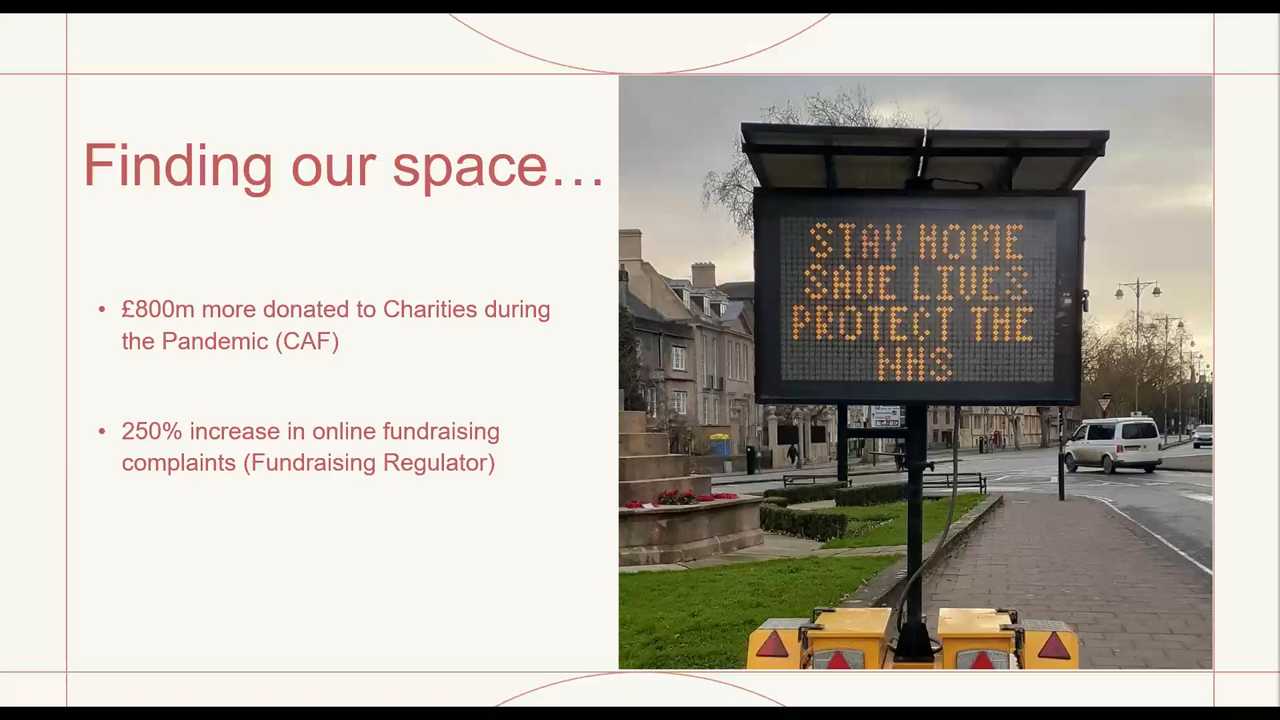 Finding our space…
• £800m more donated to Charities during
the Pandemic (CAF)
• 250% increase in online fundraising
complaints (Fundraising Regulator)
STAY HOME
SAVE LIVES
PROTECT THE
NHS